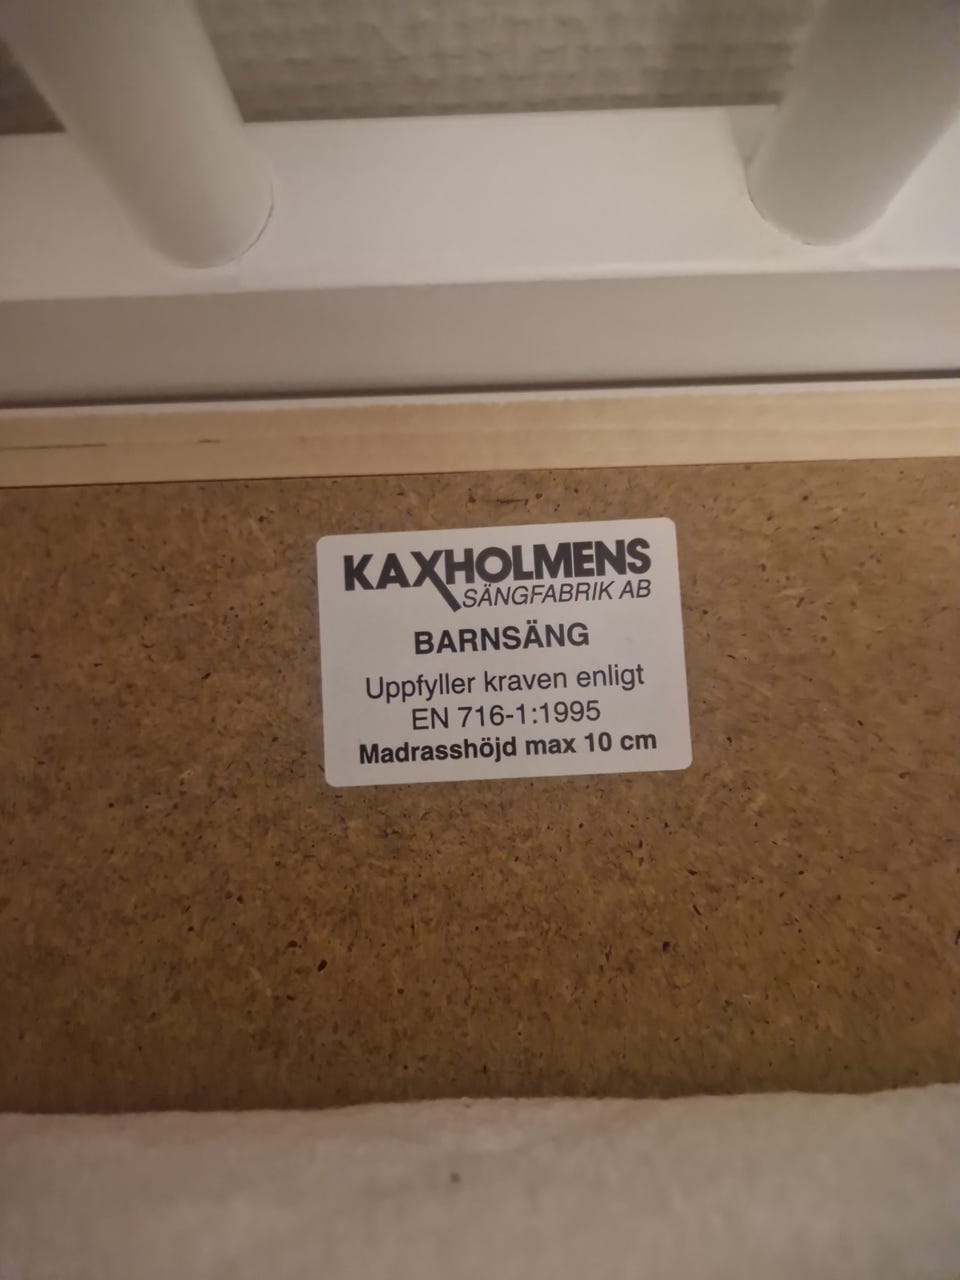 KAXHOLMENS
SÄNGFABRIK AB
BARNSÄNG
Uppfyller kraven enligt
EN 716-1:1995
Madrasshöjd max 10 cm